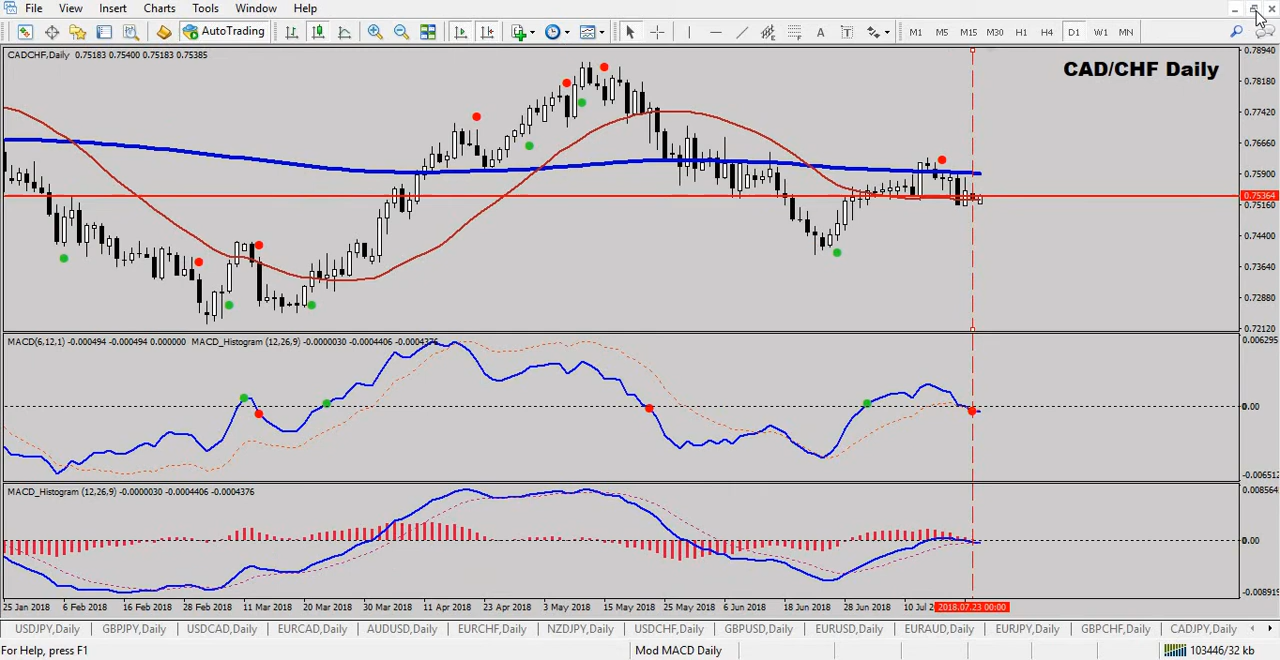 File View Insert Charts Tools Window Help
AutoTrading M1 M5 M15 M30 H1 H4 D1 W1 MN
CADCHF,Daily 0.75183 0.75400 0.75183 0.75385
CAD/CHF Daily
0.78940
0.78180
0.77420
0.76660
0.75900
0.75364
0.75160
0.74400
0.73640
0.72880
0.72120
MACD(6,12,1) -0.000494 -0.000494 0.000000 MACD_Histogram (12,26,9) -0.0000030 -0.0004406 -0.0004376
0.006295
0.00
-0.006512
MACD_Histogram (12,26,9) -0.0000030 -0.0004406 -0.0004376
0.008564
0.00
-0.008915
25 Jan 2018 6 Feb 2018 16 Feb 2018 28 Feb 2018 11 Mar 2018 20 Mar 2018 30 Mar 2018 11 Apr 2018 23 Apr 2018 3 May 2018 15 May 2018 25 May 2018 6 Jun 2018 18 Jun 2018 28 Jun 2018 10 Jul 2018.07.23 00:00
USDJPY,Daily GBPJPY,Daily USDCAD,Daily EURCAD,Daily AUDUSD,Daily EURCHF,Daily NZDJPY,Daily USDCHF,Daily GBPUSD,Daily EURUSD,Daily EURAUD,Daily EURJPY,Daily GBPCHF,Daily CADJPY,Daily
For Help, press F1 Mod MACD Daily 103446/32 kb